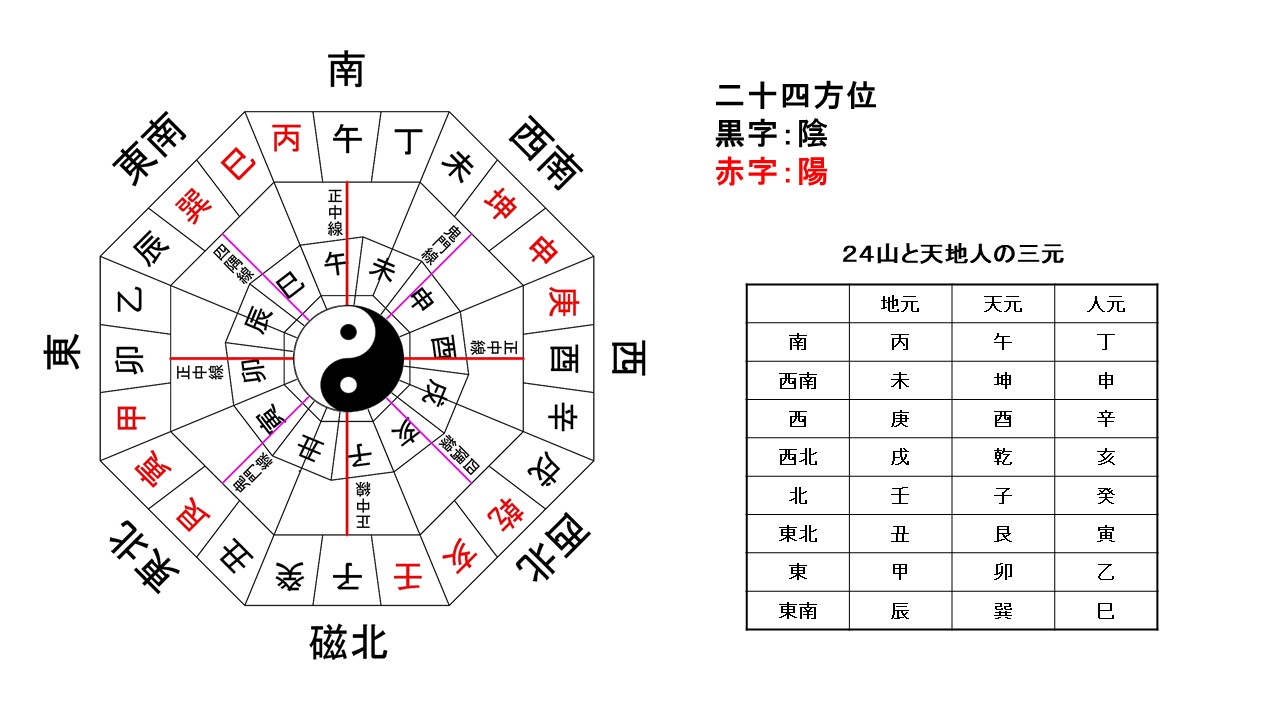 南
東南
西南
東
西
東北
西北
磁北
丙 午 丁
未 坤 申
庚 酉 辛
戌 乾 亥
壬 子 癸
丑 艮 寅
甲 卯 乙
辰 巽 巳
正中線
鬼門線
正中線
四隅線
正中線
鬼門線
正中線
四隅線
午 未 申 酉 戌 亥 子 丑 寅 卯 辰 巳
二十四方位
黒字：陰
赤字：陽
24山と天地人の三元
地元 天元 人元
南 丙 午 丁
西南 未 坤 申
西 庚 酉 辛
西北 戌 乾 亥
北 壬 子 癸
東北 丑 艮 寅
東 甲 卯 乙
東南 辰 巽 巳